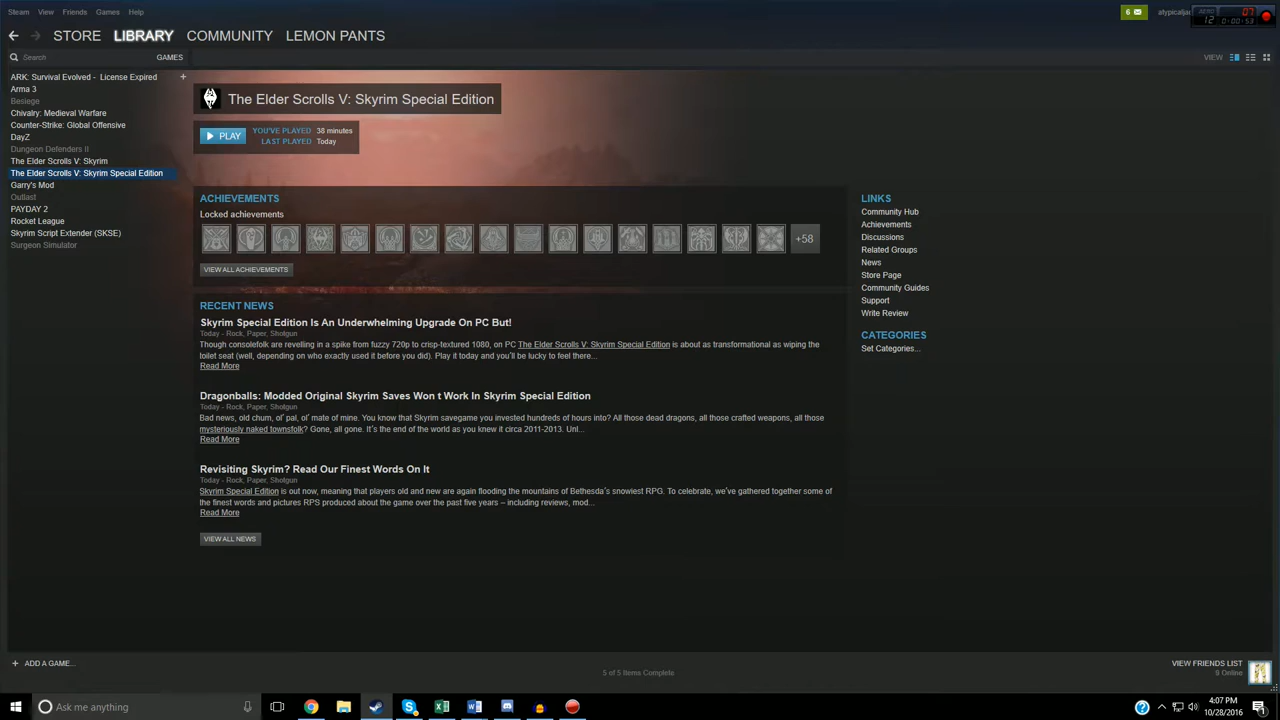 Steam View Friends Games Help
6
07
12 0:00:53
STORE LIBRARY COMMUNITY LEMON PANTS
Search GAMES VIEW
ARK: Survival Evolved - License Expired +
Arma 3
Besiege
Chivalry: Medieval Warfare
Counter-Strike: Global Offensive
DayZ
Dungeon Defenders II
The Elder Scrolls V: Skyrim
The Elder Scrolls V: Skyrim Special Edition
Garry's Mod
Outlast
PAYDAY 2
Rocket League
Skyrim Script Extender (SKSE)
Surgeon Simulator
The Elder Scrolls V: Skyrim Special Edition
PLAY
YOU'VE PLAYED 38 minutes
LAST PLAYED Today
ACHIEVEMENTS
Locked achievements
+58
VIEW ALL ACHIEVEMENTS
RECENT NEWS
Skyrim Special Edition Is An Underwhelming Upgrade On PC But!
Today - Rock, Paper, Shotgun
Though consolefolk are revelling in a spike from fuzzy 720p to crisp-textured 1080, on PC The Elder Scrolls V: Skyrim Special Edition is about as transformational as wiping the
toilet seat (well, depending on who exactly used it before you did). Play it today and you'll be lucky to feel there...
Read More
Dragonballs: Modded Original Skyrim Saves Won t Work In Skyrim Special Edition
Today - Rock, Paper, Shotgun
Bad news, old chum, ol' pal, ol' mate of mine. You know that Skyrim savegame you invested hundreds of hours into? All those dead dragons, all those crafted weapons, all those
mysteriously naked townsfolk? Gone, all gone. It's the end of the world as you knew it circa 2011-2013. Unl...
Read More
Revisiting Skyrim? Read Our Finest Words On It
Today - Rock, Paper, Shotgun
Skyrim Special Edition is out now, meaning that players old and new are again flooding the mountains of Bethesda's snowiest RPG. To celebrate, we've gathered together some of
the finest words and pictures RPS produced about the game over the past five years – including reviews, mod...
Read More
VIEW ALL NEWS
LINKS
Community Hub
Achievements
Discussions
Related Groups
News
Store Page
Community Guides
Support
Write Review
CATEGORIES
Set Categories...
+ ADD A GAME...
5 of 5 Items Complete
VIEW FRIENDS LIST
9 Online
Ask me anything
4:07 PM
10/28/2016